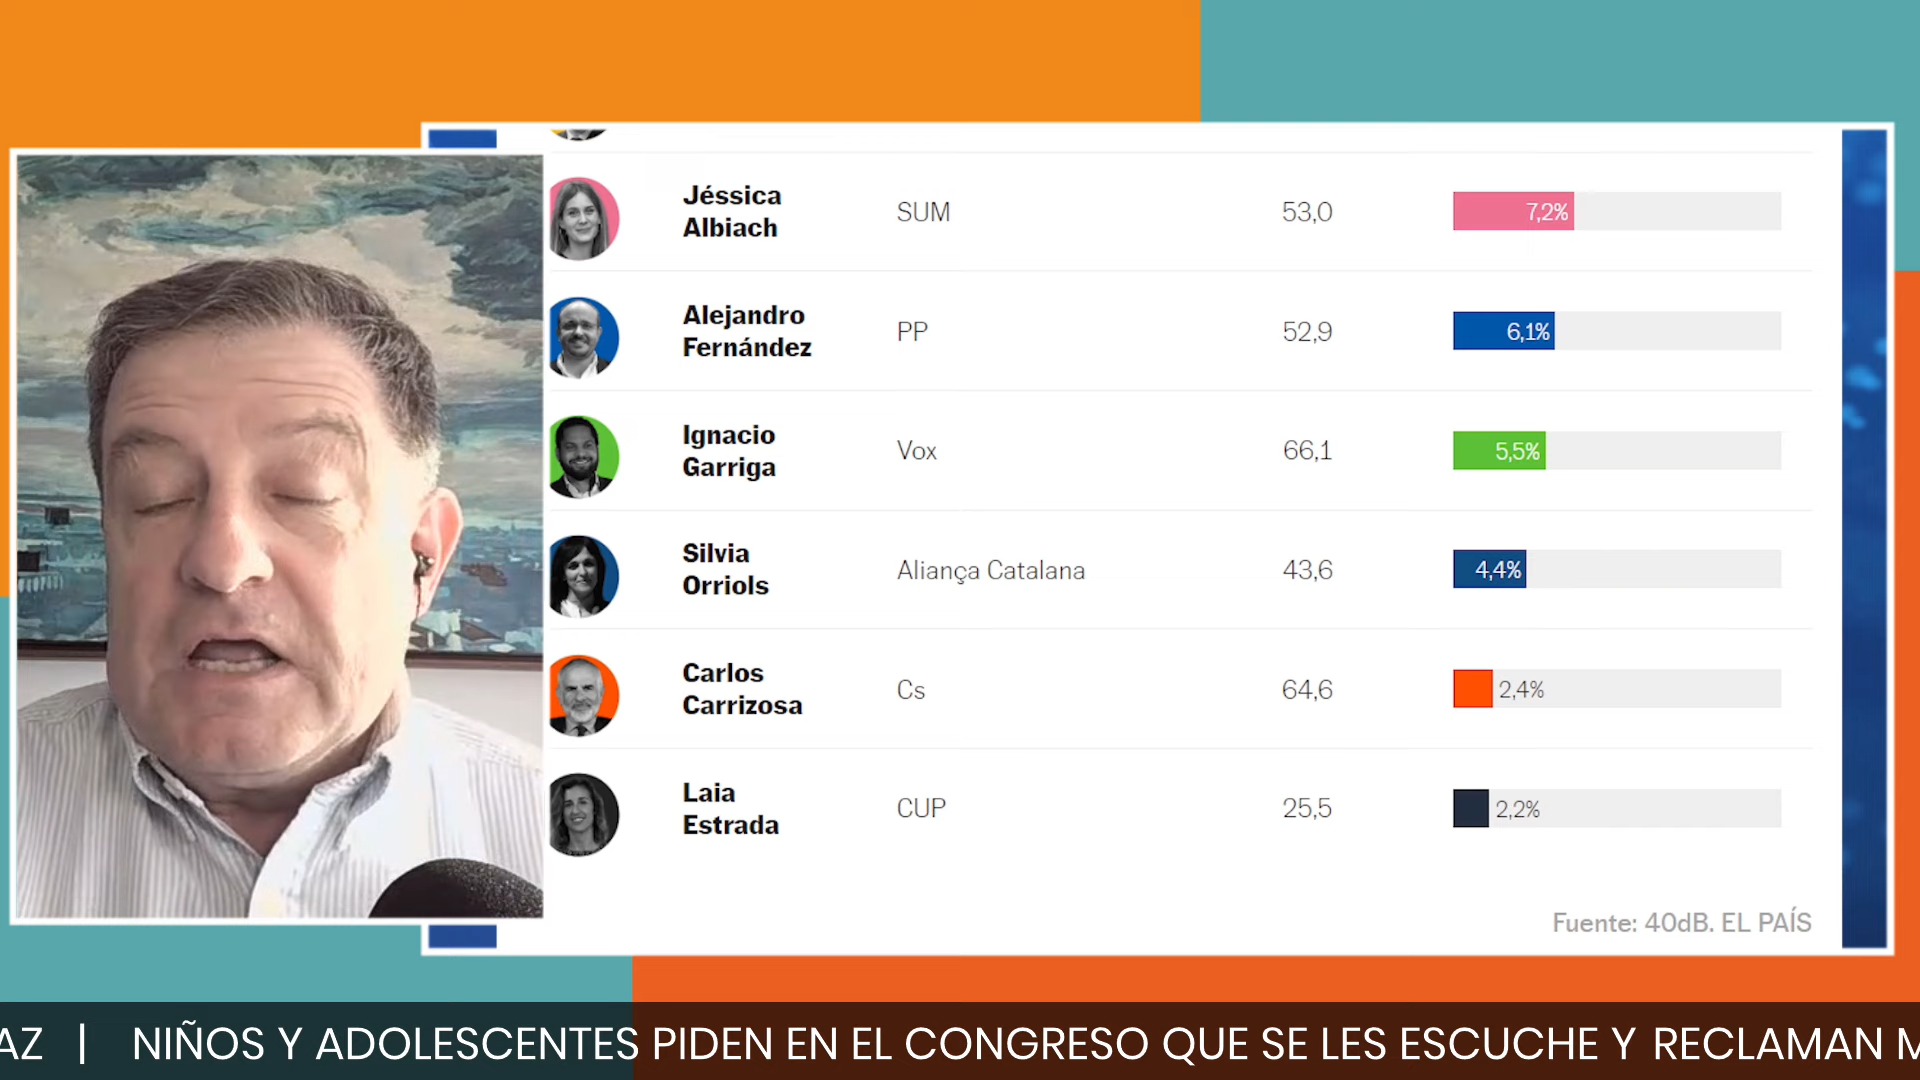 Jéssica
Albiach
SUM
53,0
7,2%
Alejandro
Fernández
PP
52,9
6,1%
Ignacio
Garriga
Vox
66,1
5,5%
Silvia
Orriols
Aliança Catalana
43,6
4,4%
Carlos
Carrizosa
Cs
64,6
2,4%
Laia
Estrada
CUP
25,5
2,2%
Fuente: 40dB. EL PAÍS
AZ | NIÑOS Y ADOLESCENTES PIDEN EN EL CONGRESO QUE SE LES ESCUCHE Y RECLAMAN M